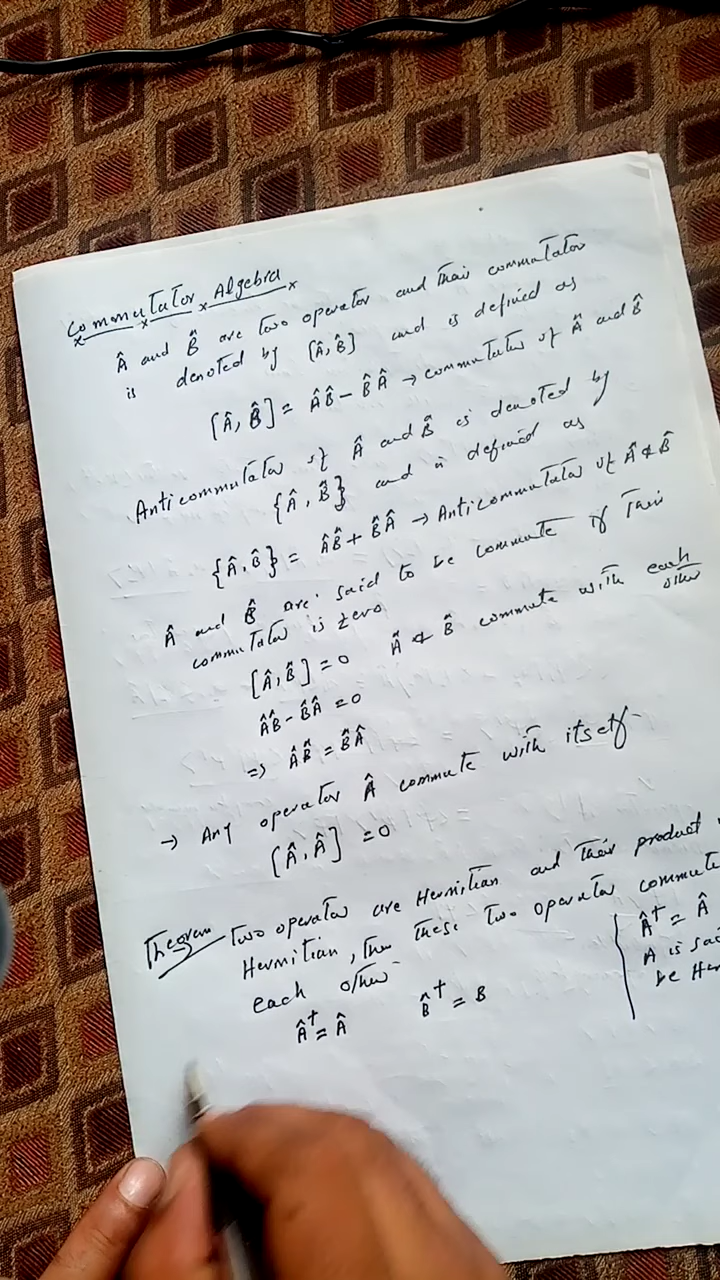 Commutator Algebra
Â and B̂ are two operator and their commutator
is denoted by [Â, B̂] and is defined as
[Â, B̂] = ÂB̂ - B̂Â → commutator of Â and B̂
Anticommutator of Â and B̂ is denoted by
{Â, B̂} and is defined as
{Â, B̂} = ÂB̂ + B̂Â → Anticommutator of Â & B̂
Â and B̂ are said to be commute if their
commutator is zero
[Â, B̂] = 0 Â & B̂ commute with each other
ÂB̂ - B̂Â = 0
=> ÂB̂ = B̂Â
→ Any operator Â commute with itself
[Â, Â] = 0
Theoram Two operator are Hermitian and their product
Hermitian, then these two operator commute
each other
Â† = Â B̂† = B
Â† = Â
A is
be